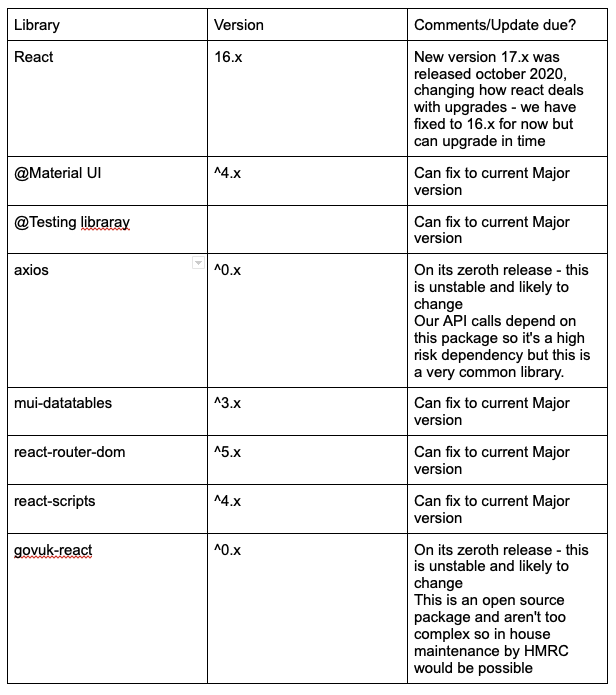 Library Version Comments/Update due?
React 16.x New version 17.x was
released october 2020,
changing how react deals
with upgrades - we have
fixed to 16.x for now but
can upgrade in time
@Material UI ^4.x Can fix to current Major
version
@Testing libraray Can fix to current Major
version
axios ^0.x On its zeroth release - this
is unstable and likely to
change
Our API calls depend on
this package so it's a high
risk dependency but this is
a very common library.
mui-datatables ^3.x Can fix to current Major
version
react-router-dom ^5.x Can fix to current Major
version
react-scripts ^4.x Can fix to current Major
version
govuk-react ^0.x On its zeroth release - this
is unstable and likely to
change
This is an open source
package and aren't too
complex so in house
maintenance by HMRC
would be possible